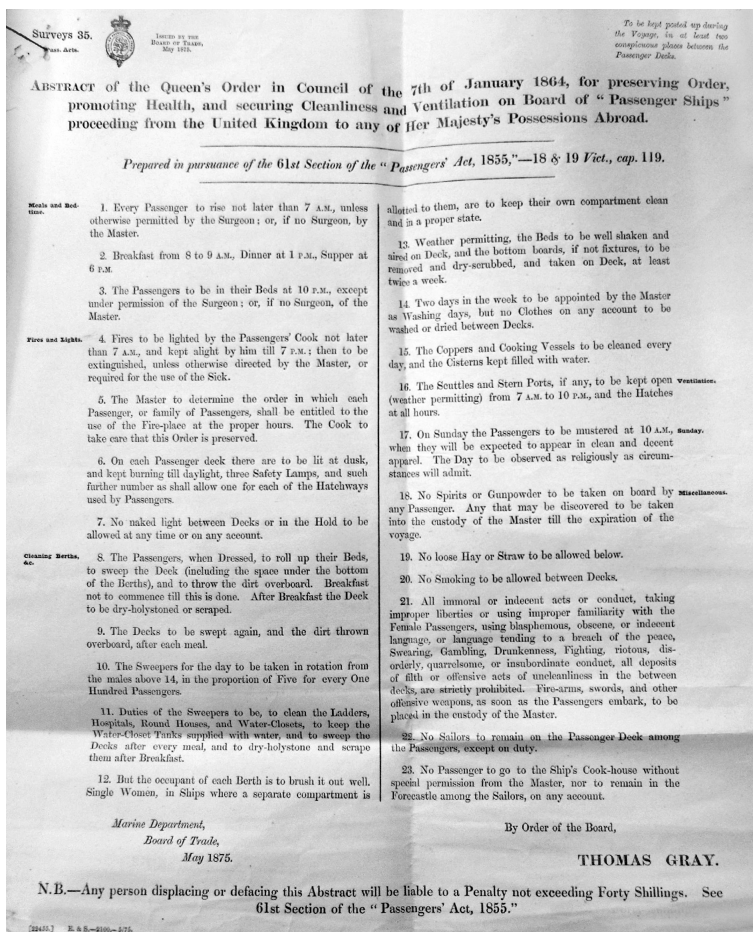 Surveys 35.
Pass. Acts.
ISSUED BY THE
BOARD OF TRADE,
May 1875.
To be kept posted up during
the Voyage, in at least two
conspicuous places between the
Passenger Decks.
ABSTRACT of the Queen's Order in Council of the 7th of January 1864, for preserving Order,
promoting Health, and securing Cleanliness and Ventilation on Board of "Passenger Ships"
proceeding from the United Kingdom to any of Her Majesty's Possessions Abroad.
Prepared in pursuance of the 61st Section of the "Passengers' Act, 1855,"—18 & 19 Vict., cap. 119.
Meals and Bed-
time.
1. Every Passenger to rise not later than 7 A.M., unless
otherwise permitted by the Surgeon; or, if no Surgeon, by
the Master.
2. Breakfast from 8 to 9 A.M., Dinner at 1 P.M., Supper at
6 P.M.
3. The Passengers to be in their Beds at 10 P.M., except
under permission of the Surgeon; or, if no Surgeon, of the
Master.
Fires and Lights.
4. Fires to be lighted by the Passengers' Cook not later
than 7 A.M., and kept alight by him till 7 P.M.; then to be
extinguished, unless otherwise directed by the Master, or
required for the use of the Sick.
5. The Master to determine the order in which each
Passenger, or family of Passengers, shall be entitled to the
use of the Fire-place at the proper hours. The Cook to
take care that this Order is preserved.
6. On each Passenger deck there are to be lit at dusk,
and kept burning till daylight, three Safety Lamps, and such
further number as shall allow one for each of the Hatchways
used by Passengers.
7. No naked light between Decks or in the Hold to be
allowed at any time or on any account.
Cleaning Berths,
&c.
8. The Passengers, when Dressed, to roll up their Beds,
to sweep the Deck (including the space under the bottom
of the Berths), and to throw the dirt overboard. Breakfast
not to commence till this is done. After Breakfast the Deck
to be dry-holystoned or scraped.
9. The Decks to be swept again, and the dirt thrown
overboard, after each meal.
10. The Sweepers for the day to be taken in rotation from
the males above 14, in the proportion of Five for every One
Hundred Passengers.
11. Duties of the Sweepers to be, to clean the Ladders,
Hospitals, Round Houses, and Water-Closets, to keep the
Water-Closet Tanks supplied with water, and to sweep the
Decks after every meal, and to dry-holystone and scrape
them after Breakfast.
12. But the occupant of each Berth is to brush it out well.
Single Women, in Ships where a separate compartment is
allotted to them, are to keep their own compartment clean
and in a proper state.
13. Weather permitting, the Beds to be well shaken and
aired on Deck, and the bottom boards, if not fixtures, to be
removed and dry-scrubbed, and taken on Deck, at least
twice a week.
14. Two days in the week to be appointed by the Master
as Washing days, but no Clothes on any account to be
washed or dried between Decks.
15. The Coppers and Cooking Vessels to be cleaned every
day, and the Cisterns kept filled with water.
16. The Scuttles and Stern Ports, if any, to be kept open
(weather permitting) from 7 A.M. to 10 P.M., and the Hatches
at all hours.
Ventilation.
17. On Sunday the Passengers to be mustered at 10 A.M.,
when they will be expected to appear in clean and decent
apparel. The Day to be observed as religiously as circum-
stances will admit.
Sunday.
18. No Spirits or Gunpowder to be taken on board by
any Passenger. Any that may be discovered to be taken
into the custody of the Master till the expiration of the
voyage.
Miscellaneous.
19. No loose Hay or Straw to be allowed below.
20. No Smoking to be allowed between Decks.
21. All immoral or indecent acts or conduct, taking
improper liberties or using improper familiarity with the
Female Passengers, using blasphemous, obscene, or indecent
language, or language tending to a breach of the peace,
Swearing, Gambling, Drunkenness, Fighting, riotous, dis-
orderly, quarrelsome, or insubordinate conduct, all deposits
of filth or offensive acts of uncleanliness in the between
decks, are strictly prohibited. Fire-arms, swords, and other
offensive weapons, as soon as the Passengers embark, to be
placed in the custody of the Master.
22. No Sailors to remain on the Passenger Deck among
the Passengers, except on duty.
23. No Passenger to go to the Ship's Cook-house without
special permission from the Master, nor to remain in the
Forecastle among the Sailors, on any account.
Marine Department,
Board of Trade,
May 1875.
By Order of the Board,
THOMAS GRAY.
N.B.—Any person displacing or defacing this Abstract will be liable to a Penalty not exceeding Forty Shillings. See
61st Section of the "Passengers' Act, 1855."
E. & S.—2100.—5/75.